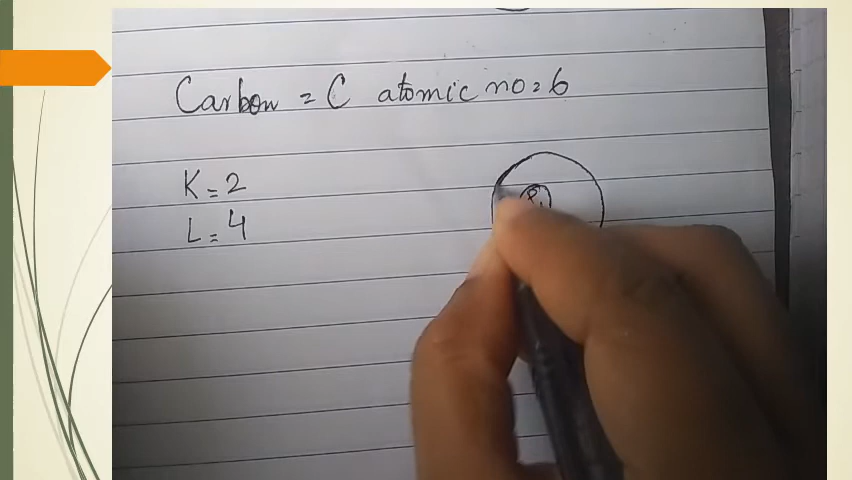 Carbon = C atomic no = 6
K = 2
L = 4